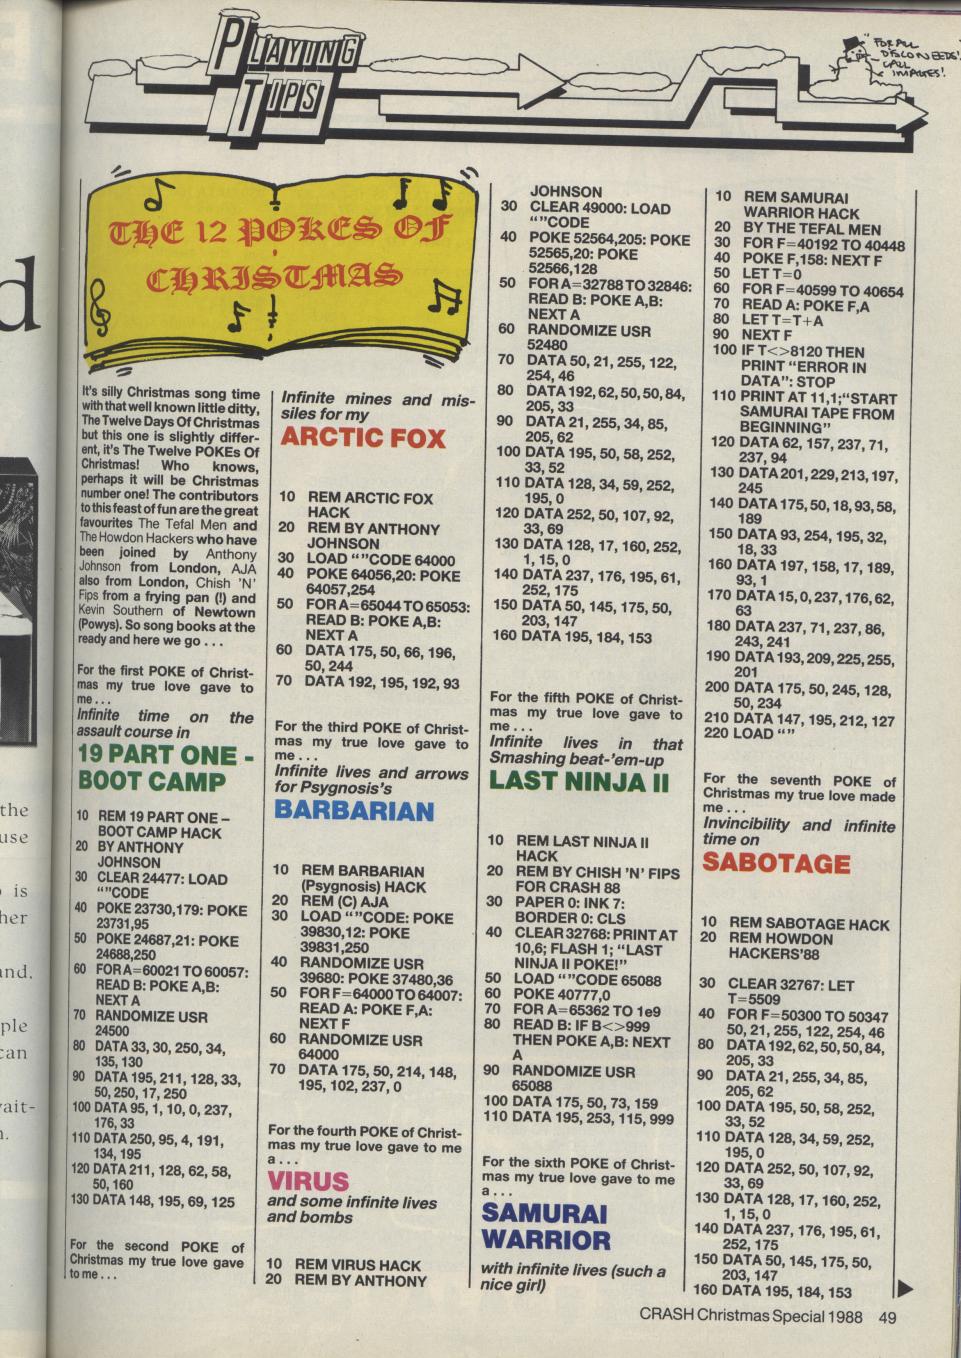 PLAYING
TIPS
"FOR ALL
DISCO NEEDS!
CALL
IMAGES!
THE 12 POKES OF
CHRISTMAS
It's silly Christmas song time
with that well known little ditty,
The Twelve Days Of Christmas
but this one is slightly differ-
ent, it's The Twelve POKEs Of
Christmas! Who knows,
perhaps it will be Christmas
number one! The contributors
to this feast of fun are the great
favourites The Tefal Men and
The Howdon Hackers who have
been joined by Anthony
Johnson from London, AJA
also from London, Chish 'N'
Fips from a frying pan (!) and
Kevin Southern of Newtown
(Powys). So song books at the
ready and here we go . . .
For the first POKE of Christ-
mas my true love gave to
me . . .
Infinite time on the
assault course in
19 PART ONE -
BOOT CAMP
10 REM 19 PART ONE –
BOOT CAMP HACK
20 BY ANTHONY
JOHNSON
30 CLEAR 24477: LOAD
""CODE
40 POKE 23730,179: POKE
23731,95
50 POKE 24687,21: POKE
24688,250
60 FOR A=60021 TO 60057:
READ B: POKE A,B:
NEXT A
70 RANDOMIZE USR
24500
80 DATA 33, 30, 250, 34,
135, 130
90 DATA 195, 211, 128, 33,
50, 250, 17, 250
100 DATA 95, 1, 10, 0, 237,
176, 33
110 DATA 250, 95, 4, 191,
134, 195
120 DATA 211, 128, 62, 58,
50, 160
130 DATA 148, 195, 69, 125
For the second POKE of
Christmas my true love gave
to me . . .
Infinite mines and mis-
siles for my
ARCTIC FOX
10 REM ARCTIC FOX
HACK
20 REM BY ANTHONY
JOHNSON
30 LOAD ""CODE 64000
40 POKE 64056,20: POKE
64057,254
50 FOR A=65044 TO 65053:
READ B: POKE A,B:
NEXT A
60 DATA 175, 50, 66, 196,
50, 244
70 DATA 192, 195, 192, 93
For the third POKE of Christ-
mas my true love gave to
me . . .
Infinite lives and arrows
for Psygnosis's
BARBARIAN
10 REM BARBARIAN
(Psygnosis) HACK
20 REM (C) AJA
30 LOAD ""CODE: POKE
39830,12: POKE
39831,250
40 RANDOMIZE USR
39680: POKE 37480,36
50 FOR F=64000 TO 64007:
READ A: POKE F,A:
NEXT F
60 RANDOMIZE USR
64000
70 DATA 175, 50, 214, 148,
195, 102, 237, 0
For the fourth POKE of Christ-
mas my true love gave to me
a . . .
VIRUS
and some infinite lives
and bombs
10 REM VIRUS HACK
20 REM BY ANTHONY
JOHNSON
30 CLEAR 49000: LOAD
""CODE
40 POKE 52564,205: POKE
52565,20: POKE
52566,128
50 FOR A=32788 TO 32846:
READ B: POKE A,B:
NEXT A
60 RANDOMIZE USR
52480
70 DATA 50, 21, 255, 122,
254, 46
80 DATA 192, 62, 50, 50, 84,
205, 33
90 DATA 21, 255, 34, 85,
205, 62
100 DATA 195, 50, 58, 252,
33, 52
110 DATA 128, 34, 59, 252,
195, 0
120 DATA 252, 50, 107, 92,
33, 69
130 DATA 128, 17, 160, 252,
1, 15, 0
140 DATA 237, 176, 195, 61,
252, 175
150 DATA 50, 145, 175, 50,
203, 147
160 DATA 195, 184, 153
For the fifth POKE of Christ-
mas my true love gave to
me . . .
Infinite lives in that
Smashing beat-'em-up
LAST NINJA II
10 REM LAST NINJA II
HACK
20 REM BY CHISH 'N' FIPS
FOR CRASH 88
30 PAPER 0: INK 7:
BORDER 0: CLS
40 CLEAR 32768: PRINT AT
10,6; FLASH 1; "LAST
NINJA II POKE!"
50 LOAD ""CODE 65088
60 POKE 40777,0
70 FOR A=65362 TO 1e9
80 READ B: IF B<>999
THEN POKE A,B: NEXT
A
90 RANDOMIZE USR
65088
100 DATA 175, 50, 73, 159
110 DATA 195, 253, 115, 999
For the sixth POKE of Christ-
mas my true love gave to me
a . . .
SAMURAI
WARRIOR
with infinite lives (such a
nice girl)
10 REM SAMURAI
WARRIOR HACK
20 BY THE TEFAL MEN
30 FOR F=40192 TO 40448
40 POKE F,158: NEXT F
50 LET T=0
60 FOR F=40599 TO 40654
70 READ A: POKE F,A
80 LET T=T+A
90 NEXT F
100 IF T<>8120 THEN
PRINT "ERROR IN
DATA": STOP
110 PRINT AT 11,1;"START
SAMURAI TAPE FROM
BEGINNING"
120 DATA 62, 157, 237, 71,
237, 94
130 DATA 201, 229, 213, 197,
245
140 DATA 175, 50, 18, 93, 58,
189
150 DATA 93, 254, 195, 32,
18, 33
160 DATA 197, 158, 17, 189,
93, 1
170 DATA 15, 0, 237, 176, 62,
63
180 DATA 237, 71, 237, 86,
243, 241
190 DATA 193, 209, 225, 255,
201
200 DATA 175, 50, 245, 128,
50, 234
210 DATA 147, 195, 212, 127
220 LOAD ""
For the seventh POKE of
Christmas my true love made
me . . .
Invincibility and infinite
time on
SABOTAGE
10 REM SABOTAGE HACK
20 REM HOWDON
HACKERS'88
30 CLEAR 32767: LET
T=5509
40 FOR F=50300 TO 50347
50, 21, 255, 122, 254, 46
80 DATA 192, 62, 50, 50, 84,
205, 33
90 DATA 21, 255, 34, 85,
205, 62
100 DATA 195, 50, 58, 252,
33, 52
110 DATA 128, 34, 59, 252,
195, 0
120 DATA 252, 50, 107, 92,
33, 69
130 DATA 128, 17, 160, 252,
1, 15, 0
140 DATA 237, 176, 195, 61,
252, 175
150 DATA 50, 145, 175, 50,
203, 147
160 DATA 195, 184, 153
CRASH Christmas Special 1988 49